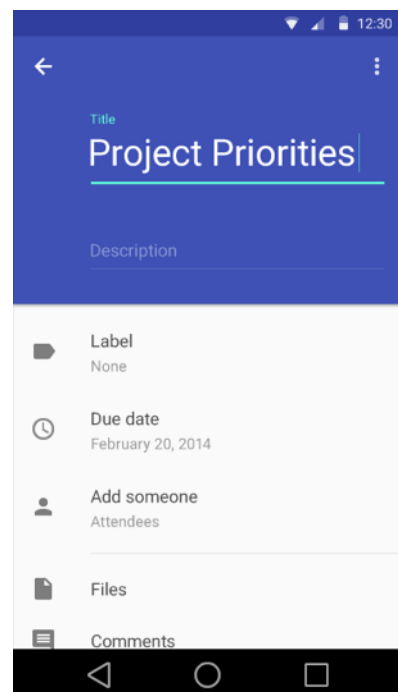 12:30
Title
Project Priorities
Description
Label
None
Due date
February 20, 2014
Add someone
Attendees
Files
Comments